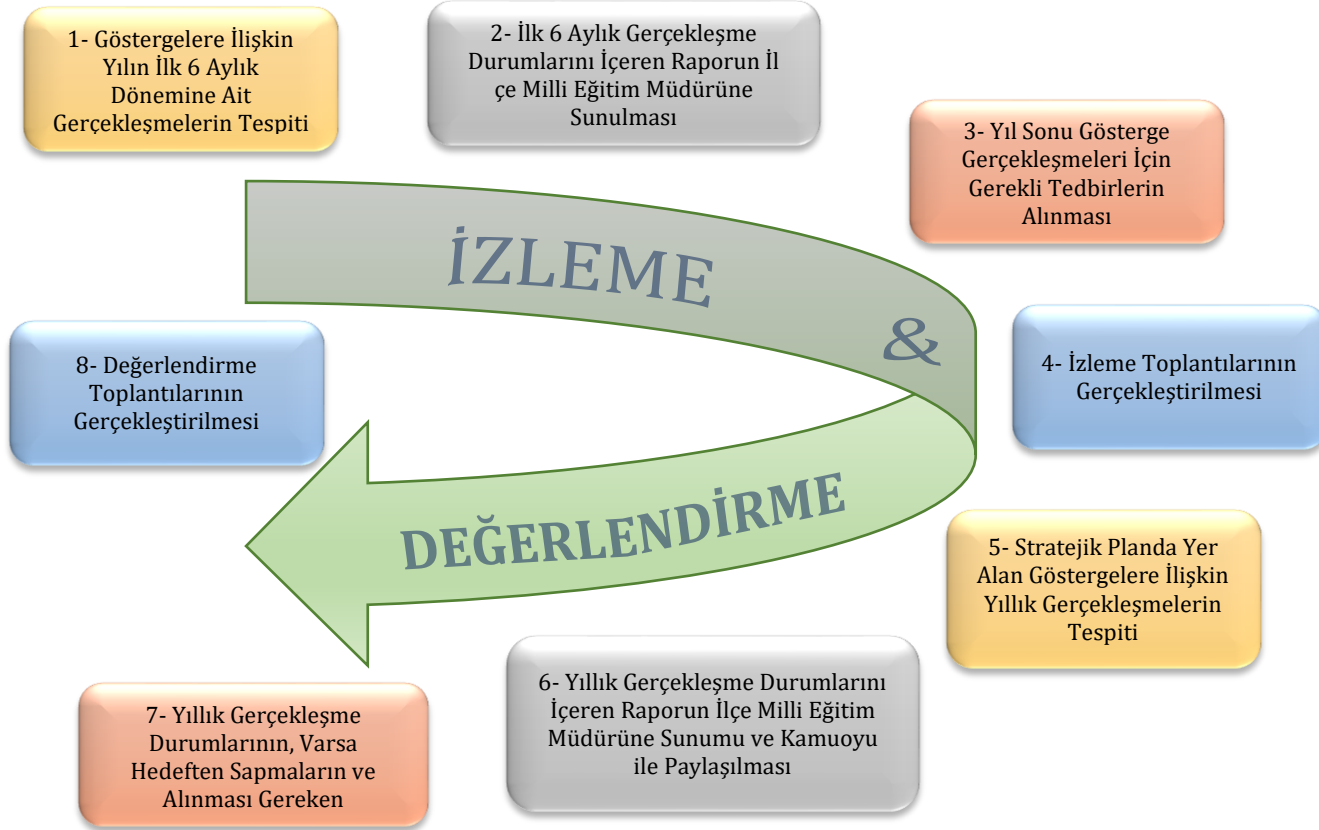 1- Göstergelere İlişkin
Yılın İlk 6 Aylık
Dönemine Ait
Gerçekleşmelerin Tespiti
2- İlk 6 Aylık Gerçekleşme
Durumlarını İçeren Raporun İl
çe Milli Eğitim Müdürüne
Sunulması
3- Yıl Sonu Gösterge
Gerçekleşmeleri İçin
Gerekli Tedbirlerin
Alınması
İZLEME
&
4- İzleme Toplantılarının
Gerçekleştirilmesi
DEĞERLENDİRME
5- Stratejik Planda Yer
Alan Göstergelere İlişkin
Yıllık Gerçekleşmelerin
Tespiti
6- Yıllık Gerçekleşme Durumlarını
İçeren Raporun İlçe Milli Eğitim
Müdürüne Sunumu ve Kamuoyu
ile Paylaşılması
7- Yıllık Gerçekleşme
Durumlarının, Varsa
Hedeften Sapmaların ve
Alınması Gereken
8- Değerlendirme
Toplantılarının
Gerçekleştirilmesi